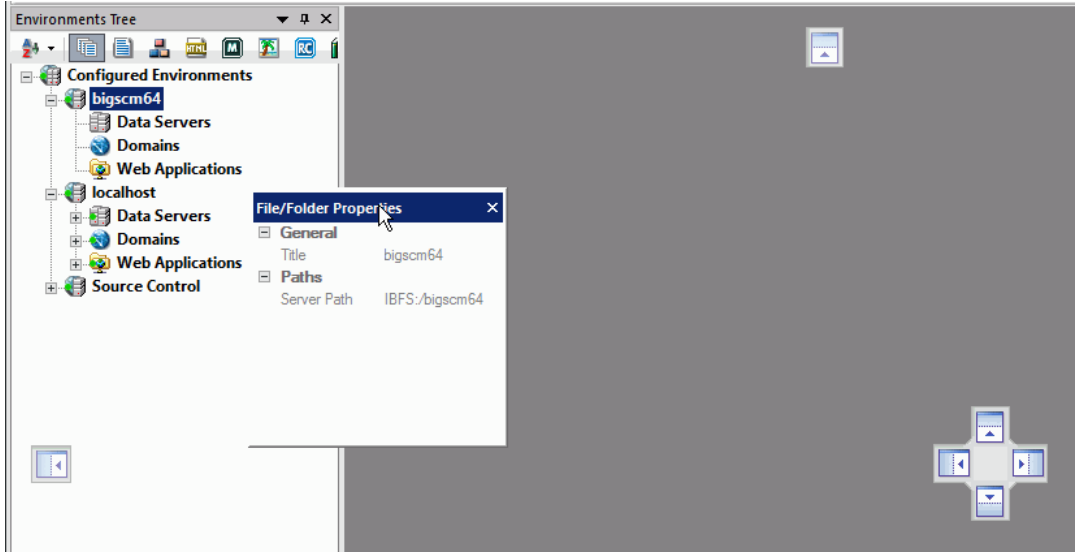 Environments Tree
HTML M RC
Configured Environments
bigscm64
Data Servers
Domains
Web Applications
localhost
Data Servers
Domains
Web Applications
Source Control
File/Folder Properties
General
Title bigscm64
Paths
Server Path IBFS:/bigscm64